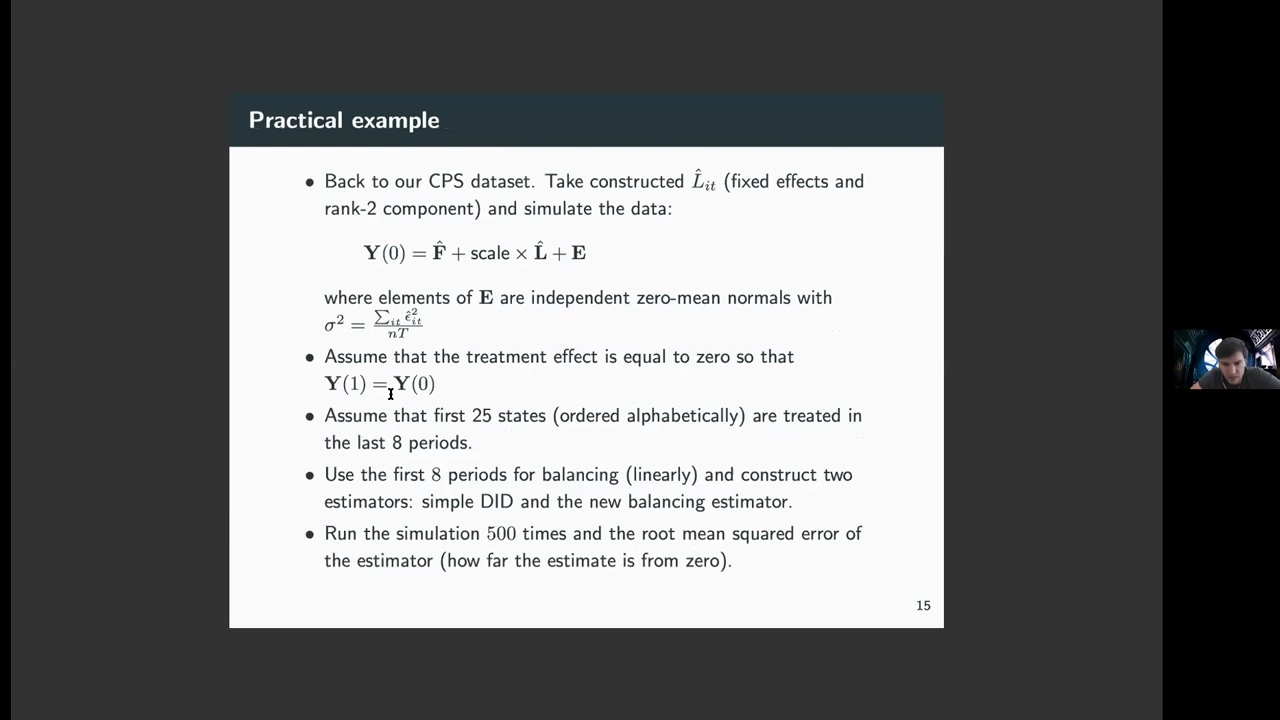 Practical example
• Back to our CPS dataset. Take constructed L̂_it (fixed effects and
rank-2 component) and simulate the data:
Y(0) = F̂ + scale × L̂ + E
where elements of E are independent zero-mean normals with
σ² = ∑_it ε̂²_it / nT
• Assume that the treatment effect is equal to zero so that
Y(1) = Y(0)
• Assume that first 25 states (ordered alphabetically) are treated in
the last 8 periods.
• Use the first 8 periods for balancing (linearly) and construct two
estimators: simple DID and the new balancing estimator.
• Run the simulation 500 times and the root mean squared error of
the estimator (how far the estimate is from zero).
15